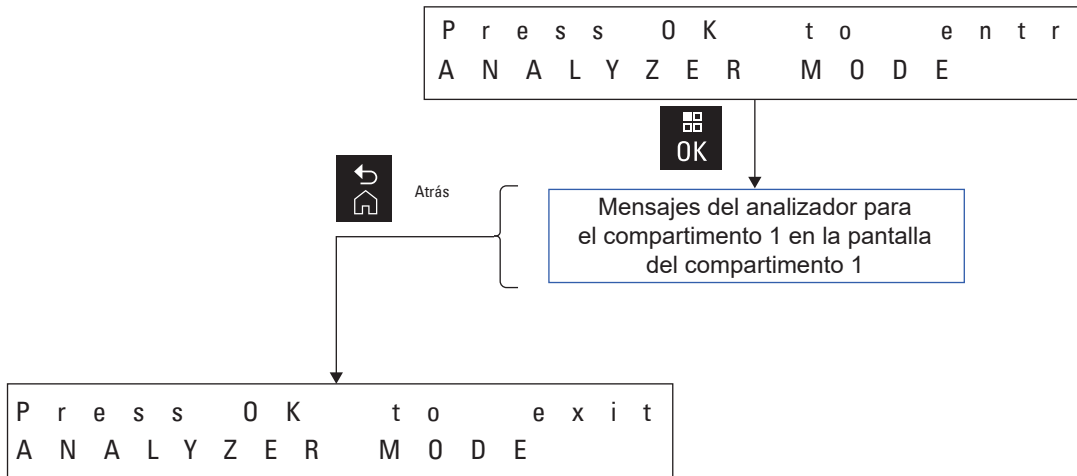 Press OK to entr
ANALYZER MODE
OK
Atrás
Mensajes del analizador para
el compartimento 1 en la pantalla
del compartimento 1
Press OK to exit
ANALYZER MODE